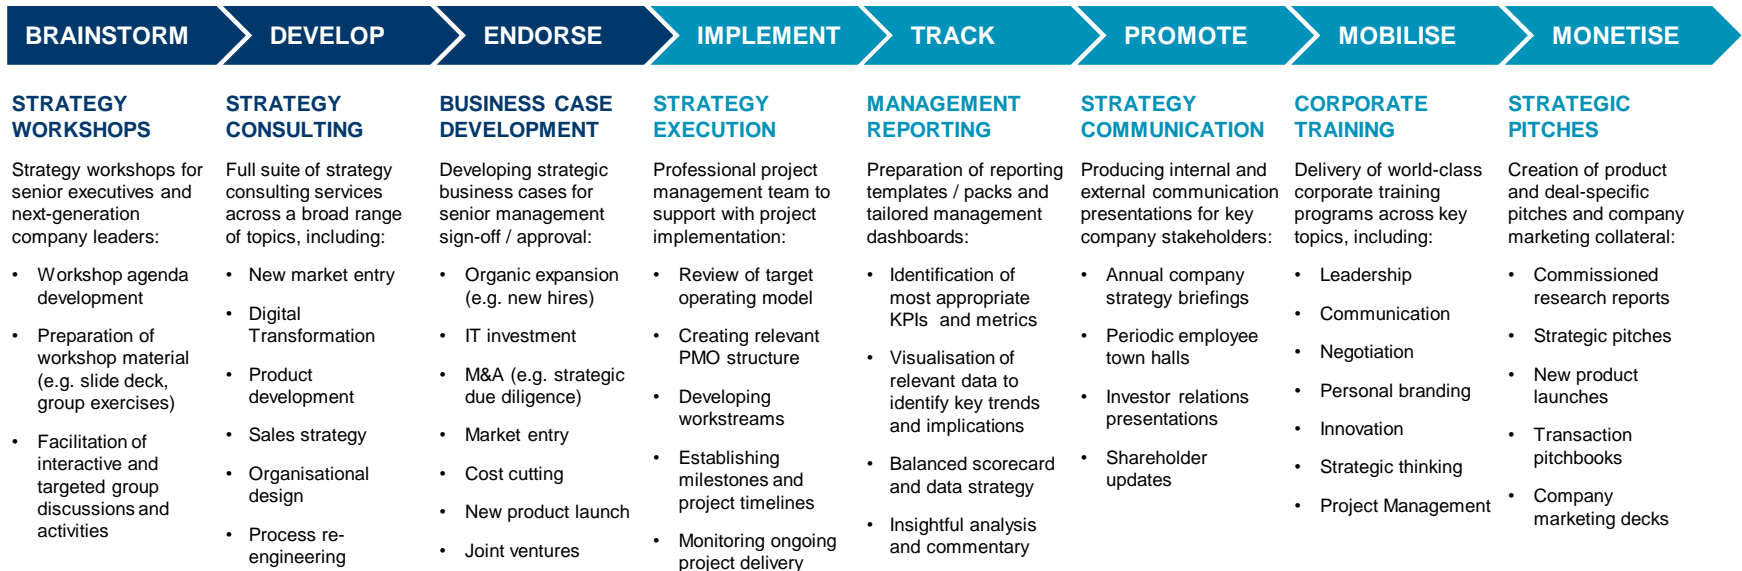 BRAINSTORM
DEVELOP
ENDORSE
IMPLEMENT
TRACK
PROMOTE
MOBILISE
MONETISE
STRATEGY
WORKSHOPS
Strategy workshops for
senior executives and
next-generation
company leaders:
• Workshop agenda
development
• Preparation of
workshop material
(e.g. slide deck,
group exercises)
• Facilitation of
interactive and
targeted group
discussions and
activities
STRATEGY
CONSULTING
Full suite of strategy
consulting services
across a broad range
of topics, including:
• New market entry
• Digital
Transformation
• Product
development
• Sales strategy
• Organisational
design
• Process re-
engineering
BUSINESS CASE
DEVELOPMENT
Developing strategic
business cases for
senior management
sign-off / approval:
• Organic expansion
(e.g. new hires)
• IT investment
• M&A (e.g. strategic
due diligence)
• Market entry
• Cost cutting
• New product launch
• Joint ventures
STRATEGY
EXECUTION
Professional project
management team to
support with project
implementation:
• Review of target
operating model
• Creating relevant
PMO structure
• Developing
workstreams
• Establishing
milestones and
project timelines
• Monitoring ongoing
project delivery
MANAGEMENT
REPORTING
Preparation of reporting
templates / packs and
tailored management
dashboards:
• Identification of
most appropriate
KPIs and metrics
• Visualisation of
relevant data to
identify key trends
and implications
• Balanced scorecard
and data strategy
• Insightful analysis
and commentary
STRATEGY
COMMUNICATION
Producing internal and
external communication
presentations for key
company stakeholders:
• Annual company
strategy briefings
• Periodic employee
town halls
• Investor relations
presentations
• Shareholder
updates
CORPORATE
TRAINING
Delivery of world-class
corporate training
programs across key
topics, including:
• Leadership
• Communication
• Negotiation
• Personal branding
• Innovation
• Strategic thinking
• Project Management
STRATEGIC
PITCHES
Creation of product
and deal-specific
pitches and company
marketing collateral:
• Commissioned
research reports
• Strategic pitches
• New product
launches
• Transaction
pitchbooks
• Company
marketing decks